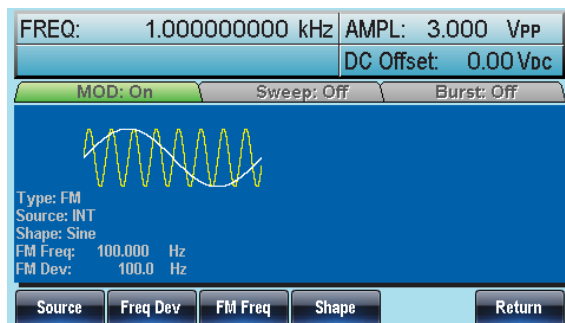 FREQ: 1.000000000 kHz AMPL: 3.000 VPP
DC Offset: 0.00 VDC
MOD: On Sweep: Off Burst: Off
Type: FM
Source: INT
Shape: Sine
FM Freq: 100.000 Hz
FM Dev: 100.0 Hz
Source Freq Dev FM Freq Shape Return